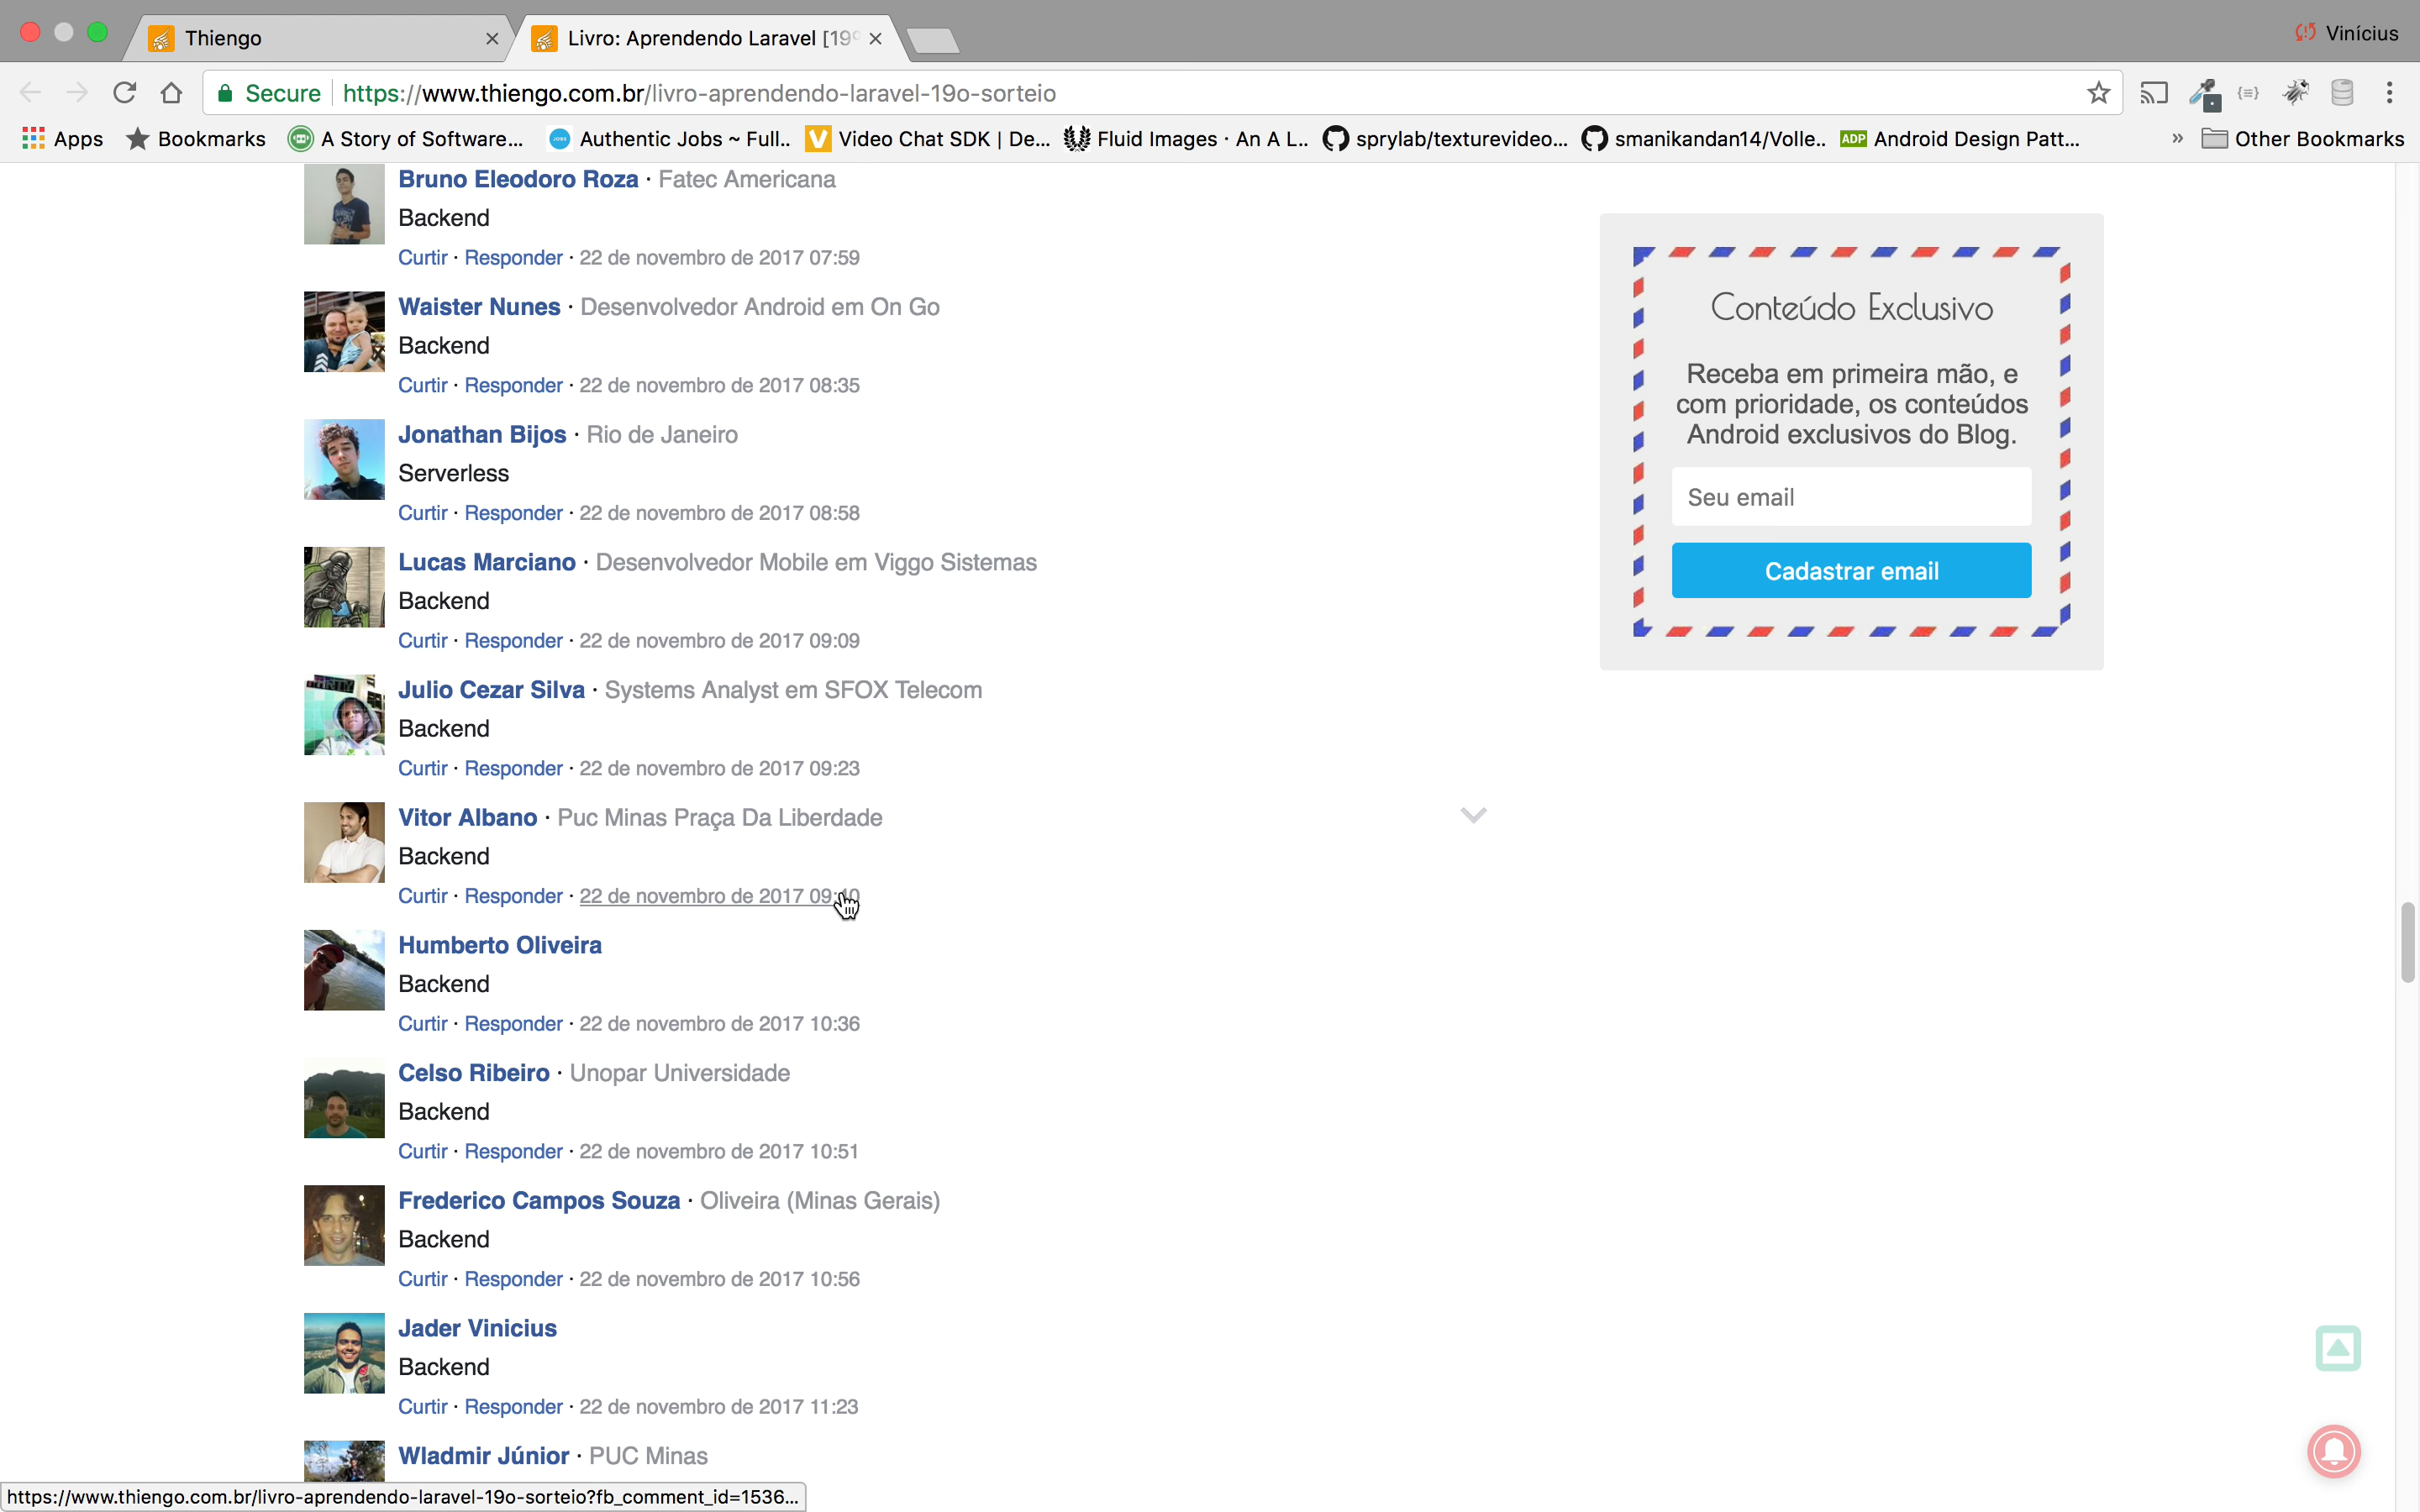 Thiengo
Livro: Aprendendo Laravel [19º
Vinícius
Secure https://www.thiengo.com.br/livro-aprendendo-laravel-19o-sorteio
Apps Bookmarks A Story of Software... Authentic Jobs ~ Full... Video Chat SDK | De... Fluid Images · An A L... sprylab/texturevideo... smanikandan14/Volle... ADP Android Design Patt... » Other Bookmarks
Bruno Eleodoro Roza · Fatec Americana
Backend
Curtir · Responder · 22 de novembro de 2017 07:59
Waister Nunes · Desenvolvedor Android em On Go
Backend
Curtir · Responder · 22 de novembro de 2017 08:35
Jonathan Bijos · Rio de Janeiro
Serverless
Curtir · Responder · 22 de novembro de 2017 08:58
Lucas Marciano · Desenvolvedor Mobile em Viggo Sistemas
Backend
Curtir · Responder · 22 de novembro de 2017 09:09
Julio Cezar Silva · Systems Analyst em SFOX Telecom
Backend
Curtir · Responder · 22 de novembro de 2017 09:23
Vitor Albano · Puc Minas Praça Da Liberdade
Backend
Curtir · Responder · 22 de novembro de 2017
Humberto Oliveira
Backend
Curtir · Responder · 22 de novembro de 2017 10:36
Celso Ribeiro · Unopar Universidade
Backend
Curtir · Responder · 22 de novembro de 2017 10:51
Frederico Campos Souza · Oliveira (Minas Gerais)
Backend
Curtir · Responder · 22 de novembro de 2017 10:56
Jader Vinicius
Backend
Curtir · Responder · 22 de novembro de 2017 11:23
Wladmir Júnior · PUC Minas
Conteúdo Exclusivo
Receba em primeira mão, e
com prioridade, os conteúdos
Android exclusivos do Blog.
Seu email
Cadastrar email
https://www.thiengo.com.br/livro-aprendendo-laravel-19o-sorteio?fb_comment_id=1536...